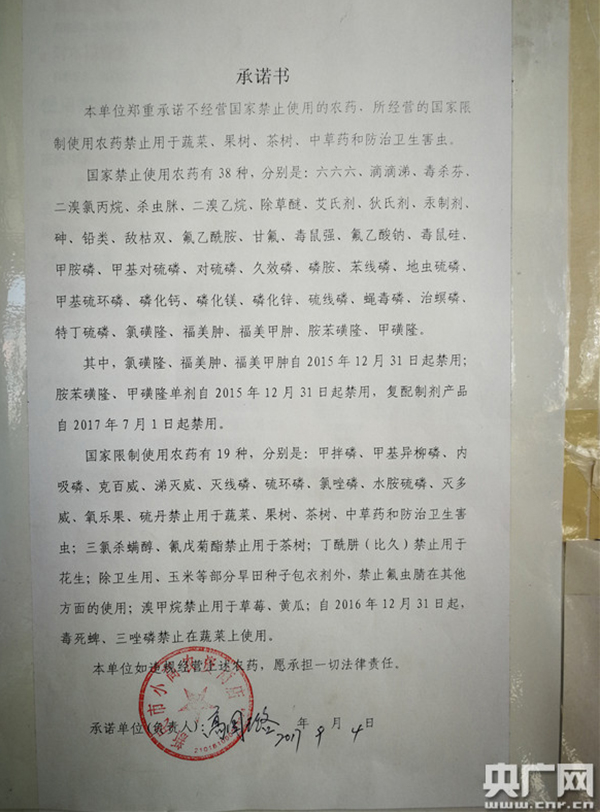 承诺书
本单位郑重承诺不经营国家禁止使用的农药，所经营的国家限
制使用农药禁止用于蔬菜、果树、茶树、中草药和防治卫生害虫。
国家禁止使用农药有38种，分别是：六六六、滴滴涕、毒杀芬、
二溴氯丙烷、杀虫脒、二溴乙烷、除草醚、艾氏剂、狄氏剂、汞制剂、
砷、铅类、敌枯双、氟乙酰胺、甘氟、毒鼠强、氟乙酸钠、毒鼠硅、
甲胺磷、甲基对硫磷、对硫磷、久效磷、磷胺、苯线磷、地虫硫磷、
甲基硫环磷、磷化钙、磷化镁、磷化锌、硫线磷、蝇毒磷、治螟磷、
特丁硫磷、氯磺隆、福美胂、福美甲胂、胺苯磺隆、甲磺隆。
其中，氯磺隆、福美胂、福美甲胂自2015年12月31日起禁用；
胺苯磺隆、甲磺隆单剂自2015年12月31日起禁用，复配制剂产品
自2017年7月1日起禁用。
国家限制使用农药有19种，分别是：甲拌磷、甲基异柳磷、内
吸磷、克百威、涕灭威、灭线磷、硫环磷、氯唑磷、水胺硫磷、灭多
威、氧乐果、硫丹禁止用于蔬菜、果树、茶树、中草药和防治卫生害
虫；三氯杀螨醇、氰戊菊酯禁止用于茶树；丁酰肼（比久）禁止用于
花生；除卫生用、玉米等部分旱田种子包衣剂外，禁止氟虫腈在其他
方面的使用；溴甲烷禁止用于草莓、黄瓜；自2016年12月31日起，
毒死蜱、三唑磷禁止在蔬菜上使用。
本单位如违规经营上述农药，愿承担一切法律责任。
承诺单位(负责人)：高国 2017年9月4日
央广网
www.cnr.cn